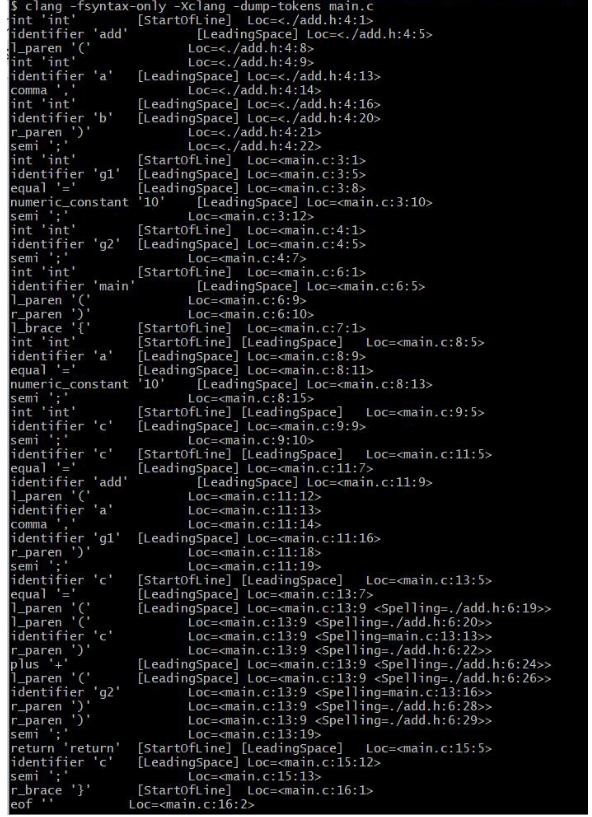 $ clang -fsyntax-only -Xclang -dump-tokens main.c
int 'int' [StartOfLine] Loc=<./add.h:4:1>
identifier 'add' [LeadingSpace] Loc=<./add.h:4:5>
l_paren '(' Loc=<./add.h:4:8>
int 'int' Loc=<./add.h:4:9>
identifier 'a' [LeadingSpace] Loc=<./add.h:4:13>
comma ',' Loc=<./add.h:4:14>
int 'int' [LeadingSpace] Loc=<./add.h:4:16>
identifier 'b' [LeadingSpace] Loc=<./add.h:4:20>
r_paren ')' Loc=<./add.h:4:21>
semi ';' Loc=<./add.h:4:22>
int 'int' [StartOfLine] Loc=<main.c:3:1>
identifier 'g1' [LeadingSpace] Loc=<main.c:3:5>
equal '=' [LeadingSpace] Loc=<main.c:3:8>
numeric_constant '10' [LeadingSpace] Loc=<main.c:3:10>
semi ';' Loc=<main.c:3:12>
int 'int' [StartOfLine] Loc=<main.c:4:1>
identifier 'g2' [LeadingSpace] Loc=<main.c:4:5>
semi ';' Loc=<main.c:4:7>
int 'int' [StartOfLine] Loc=<main.c:6:1>
identifier 'main' [LeadingSpace] Loc=<main.c:6:5>
l_paren '(' Loc=<main.c:6:9>
r_paren ')' Loc=<main.c:6:10>
l_brace '{' [StartOfLine] Loc=<main.c:7:1>
int 'int' [StartOfLine] [LeadingSpace] Loc=<main.c:8:5>
identifier 'a' [LeadingSpace] Loc=<main.c:8:9>
equal '=' [LeadingSpace] Loc=<main.c:8:11>
numeric_constant '10' [LeadingSpace] Loc=<main.c:8:13>
semi ';' Loc=<main.c:8:15>
int 'int' [StartOfLine] [LeadingSpace] Loc=<main.c:9:5>
identifier 'c' [LeadingSpace] Loc=<main.c:9:9>
semi ';' Loc=<main.c:9:10>
identifier 'c' [StartOfLine] [LeadingSpace] Loc=<main.c:11:5>
equal '=' [LeadingSpace] Loc=<main.c:11:7>
identifier 'add' [LeadingSpace] Loc=<main.c:11:9>
l_paren '(' Loc=<main.c:11:12>
identifier 'a' Loc=<main.c:11:13>
comma ',' Loc=<main.c:11:14>
identifier 'g1' [LeadingSpace] Loc=<main.c:11:16>
r_paren ')' Loc=<main.c:11:18>
semi ';' Loc=<main.c:11:19>
identifier 'c' [StartOfLine] [LeadingSpace] Loc=<main.c:13:5>
equal '=' [LeadingSpace] Loc=<main.c:13:7>
l_paren '(' [LeadingSpace] Loc=<main.c:13:9 <Spelling=./add.h:6:19>>
l_paren '(' Loc=<main.c:13:9 <Spelling=./add.h:6:20>>
identifier 'c' Loc=<main.c:13:9 <Spelling=main.c:13:13>>
r_paren ')' Loc=<main.c:13:9 <Spelling=./add.h:6:22>>
plus '+' [LeadingSpace] Loc=<main.c:13:9 <Spelling=./add.h:6:24>>
l_paren '(' [LeadingSpace] Loc=<main.c:13:9 <Spelling=./add.h:6:26>>
identifier 'g2' Loc=<main.c:13:9 <Spelling=main.c:13:16>>
r_paren ')' Loc=<main.c:13:9 <Spelling=./add.h:6:28>>
r_paren ')' Loc=<main.c:13:9 <Spelling=./add.h:6:29>>
semi ';' Loc=<main.c:13:19>
return 'return' [StartOfLine] [LeadingSpace] Loc=<main.c:15:5>
identifier 'c' [LeadingSpace] Loc=<main.c:15:12>
semi ';' Loc=<main.c:15:13>
r_brace '}' [StartOfLine] Loc=<main.c:16:1>
eof '' Loc=<main.c:16:2>